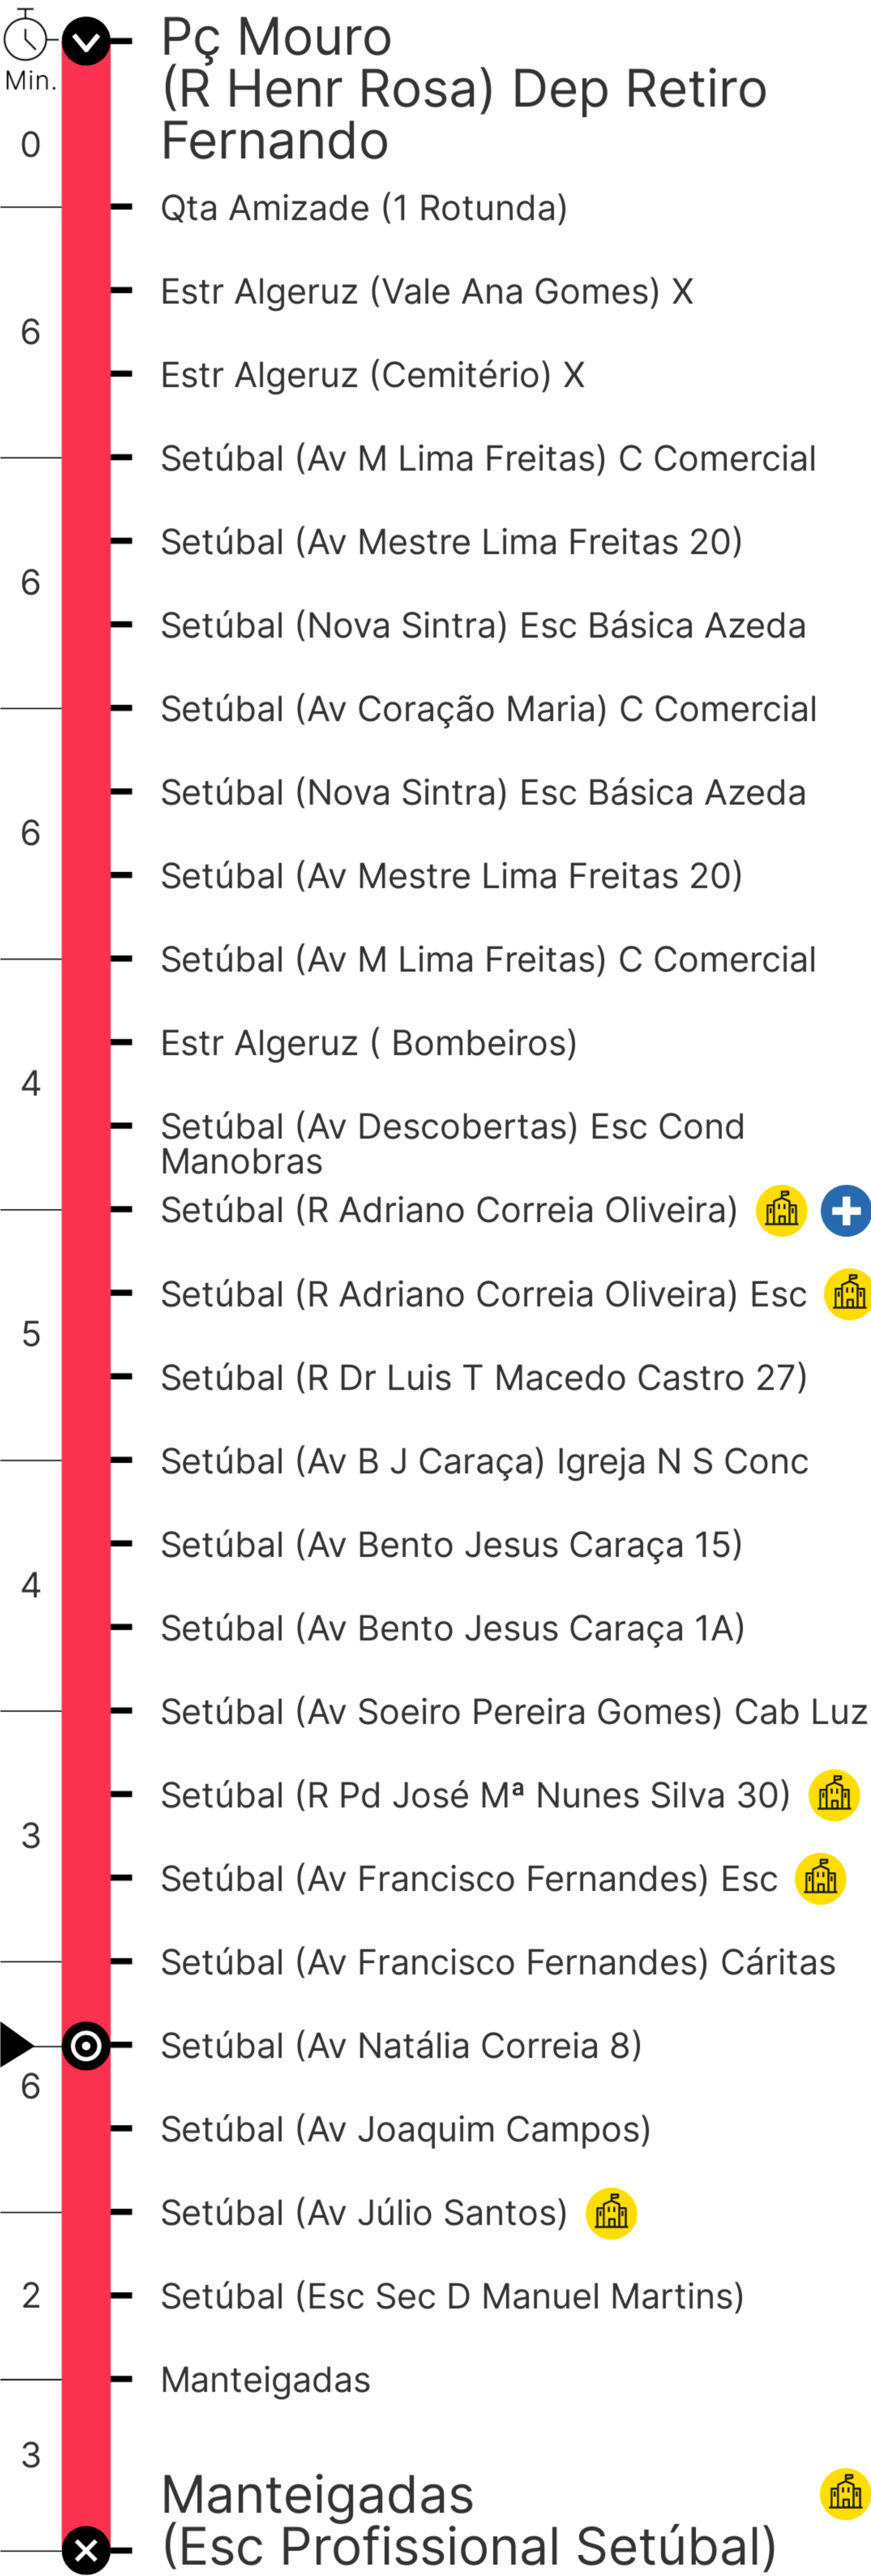 Pç Mouro
(R Henr Rosa) Dep Retiro
Fernando
Min.
0
Qta Amizade (1 Rotunda)
Estr Algeruz (Vale Ana Gomes) X
6
Estr Algeruz (Cemitério) X
Setúbal (Av M Lima Freitas) C Comercial
Setúbal (Av Mestre Lima Freitas 20)
6
Setúbal (Nova Sintra) Esc Básica Azeda
Setúbal (Av Coração Maria) C Comercial
Setúbal (Nova Sintra) Esc Básica Azeda
6
Setúbal (Av Mestre Lima Freitas 20)
Setúbal (Av M Lima Freitas) C Comercial
Estr Algeruz ( Bombeiros)
4
Setúbal (Av Descobertas) Esc Cond
Manobras
Setúbal (R Adriano Correia Oliveira)
Setúbal (R Adriano Correia Oliveira) Esc
5
Setúbal (R Dr Luis T Macedo Castro 27)
Setúbal (Av B J Caraça) Igreja N S Conc
Setúbal (Av Bento Jesus Caraça 15)
4
Setúbal (Av Bento Jesus Caraça 1A)
Setúbal (Av Soeiro Pereira Gomes) Cab Luz
Setúbal (R Pd José Mª Nunes Silva 30)
3
Setúbal (Av Francisco Fernandes) Esc
Setúbal (Av Francisco Fernandes) Cáritas
Setúbal (Av Natália Correia 8)
6
Setúbal (Av Joaquim Campos)
Setúbal (Av Júlio Santos)
2
Setúbal (Esc Sec D Manuel Martins)
Manteigadas
3
Manteigadas
(Esc Profissional Setúbal)